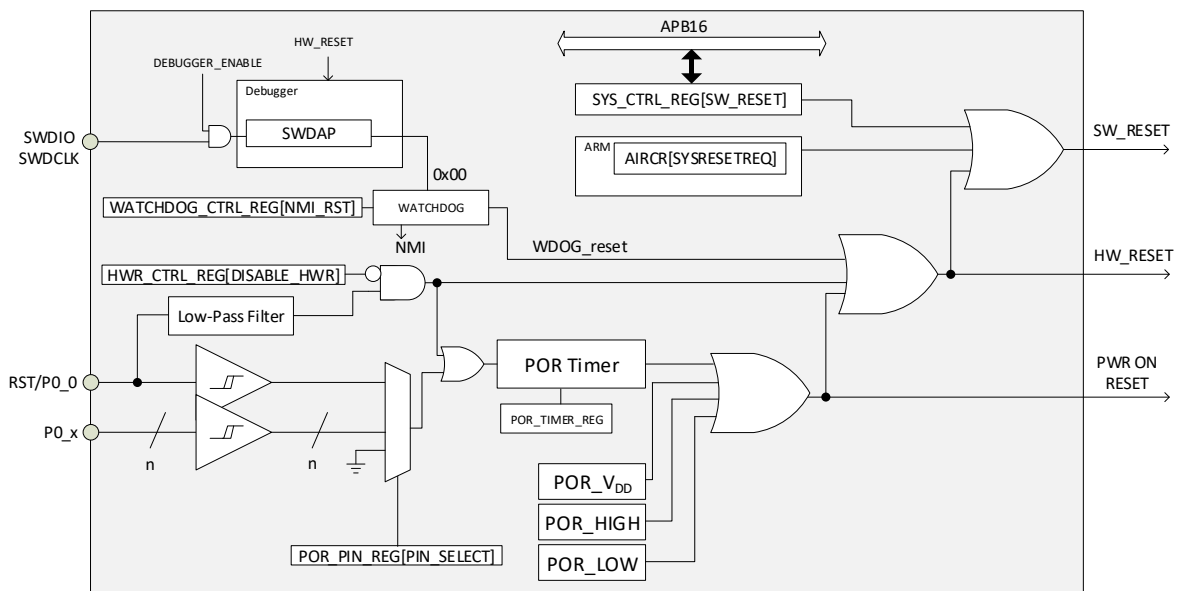 APB16
HW_RESET
DEBUGGER_ENABLE
Debugger
SYS_CTRL_REG[SW_RESET]
SWDIO
SWDCLK
SWDAP
SW_RESET
ARM
AIRCR[SYSRESETREQ]
0x00
WATCHDOG_CTRL_REG[NMI_RST]
WATCHDOG
NMI
WDOG_reset
HW_RESET
HWR_CTRL_REG[DISABLE_HWR]
Low-Pass Filter
POR Timer
RST/P0_0
PWR ON
RESET
POR_TIMER_REG
P0_x
n
n
POR_VDD
POR_HIGH
POR_PIN_REG[PIN_SELECT]
POR_LOW